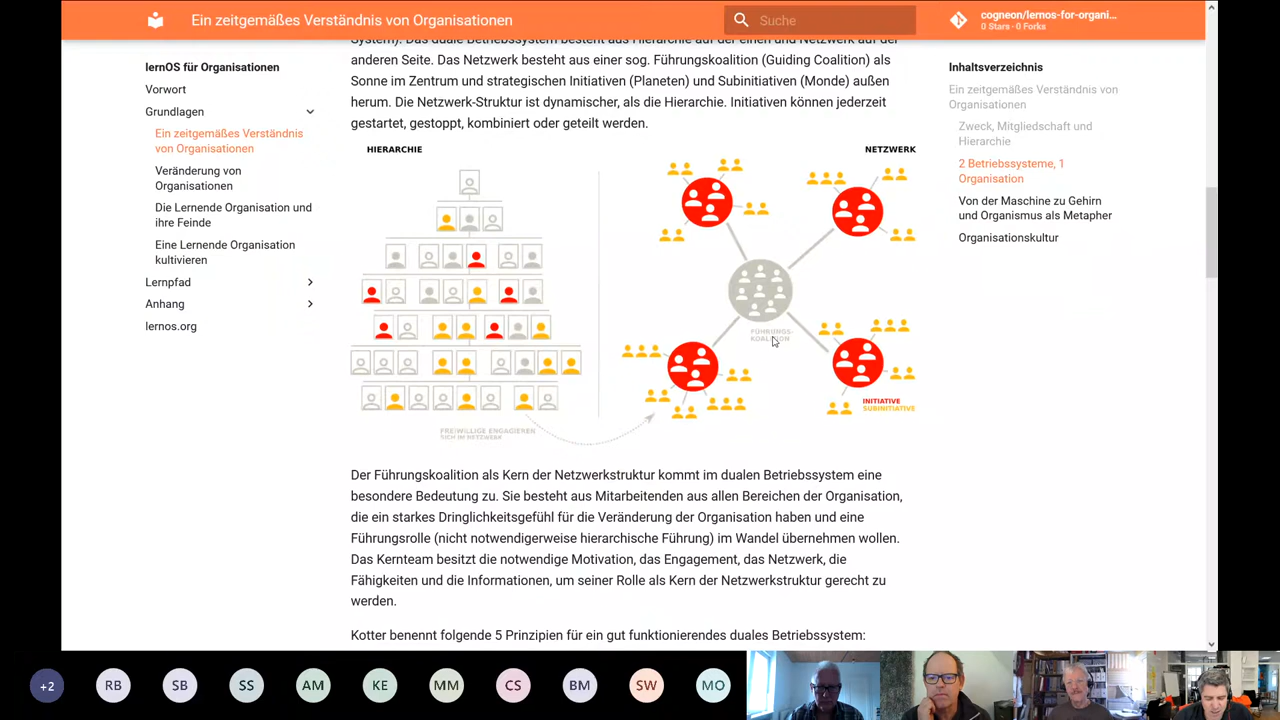 Ein zeitgemäßes Verständnis von Organisationen
Suche
cogneon/lernos-for-organi...
0 Stars · 0 Forks
lernOS für Organisationen
Vorwort
Grundlagen
Ein zeitgemäßes Verständnis
von Organisationen
Veränderung von
Organisationen
Die Lernende Organisation und
ihre Feinde
Eine Lernende Organisation
kultivieren
Lernpfad
Anhang
lernos.org
System). Das duale Betriebssystem besteht aus Hierarchie auf der einen und Netzwerk auf der
anderen Seite. Das Netzwerk besteht aus einer sog. Führungskoalition (Guiding Coalition) als
Sonne im Zentrum und strategischen Initiativen (Planeten) und Subinitiativen (Monde) außen
herum. Die Netzwerk-Struktur ist dynamischer, als die Hierarchie. Initiativen können jederzeit
gestartet, gestoppt, kombiniert oder geteilt werden.
HIERARCHIE
NETZWERK
FÜHRUNGS-
KOALITION
INITIATIVE
SUBINITIATIVE
FREIWILLIGE ENGAGIEREN
SICH IM NETZWERK
Der Führungskoalition als Kern der Netzwerkstruktur kommt im dualen Betriebssystem eine
besondere Bedeutung zu. Sie besteht aus Mitarbeitenden aus allen Bereichen der Organisation,
die ein starkes Dringlichkeitsgefühl für die Veränderung der Organisation haben und eine
Führungsrolle (nicht notwendigerweise hierarchische Führung) im Wandel übernehmen wollen.
Das Kernteam besitzt die notwendige Motivation, das Engagement, das Netzwerk, die
Fähigkeiten und die Informationen, um seiner Rolle als Kern der Netzwerkstruktur gerecht zu
werden.
Kotter benennt folgende 5 Prinzipien für ein gut funktionierendes duales Betriebssystem:
Inhaltsverzeichnis
Ein zeitgemäßes Verständnis von
Organisationen
Zweck, Mitgliedschaft und
Hierarchie
2 Betriebssysteme, 1
Organisation
Von der Maschine zu Gehirn
und Organismus als Metapher
Organisationskultur
+2
RB
SB
SS
AM
KE
MM
CS
BM
SW
MO